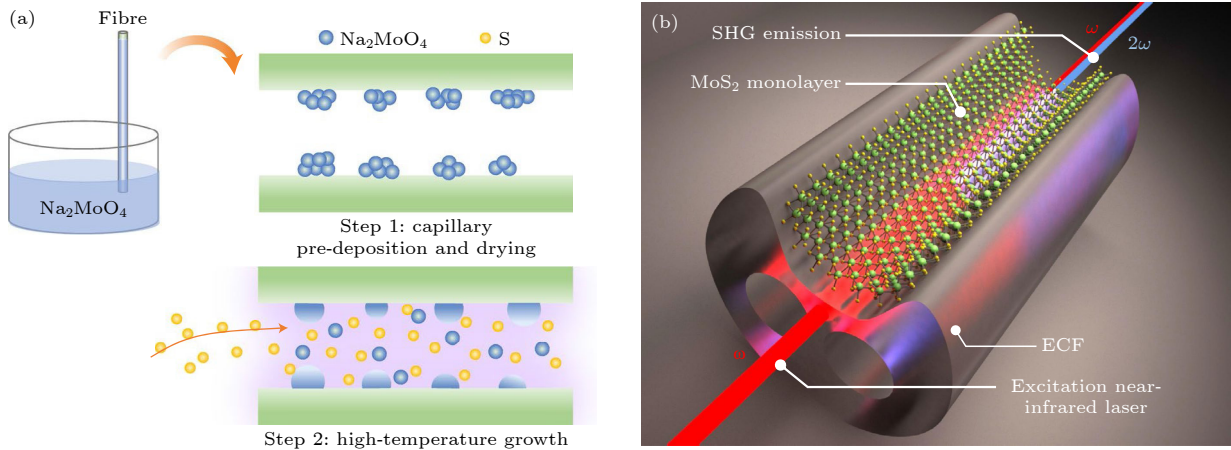 (a)
Fibre
Na₂MoO₄
S
Na₂MoO₄
Step 1: capillary
pre-deposition and drying
Step 2: high-temperature growth
(b)
SHG emission
ω
2ω
MoS₂ monolayer
ω
ECF
Excitation near-
infrared laser